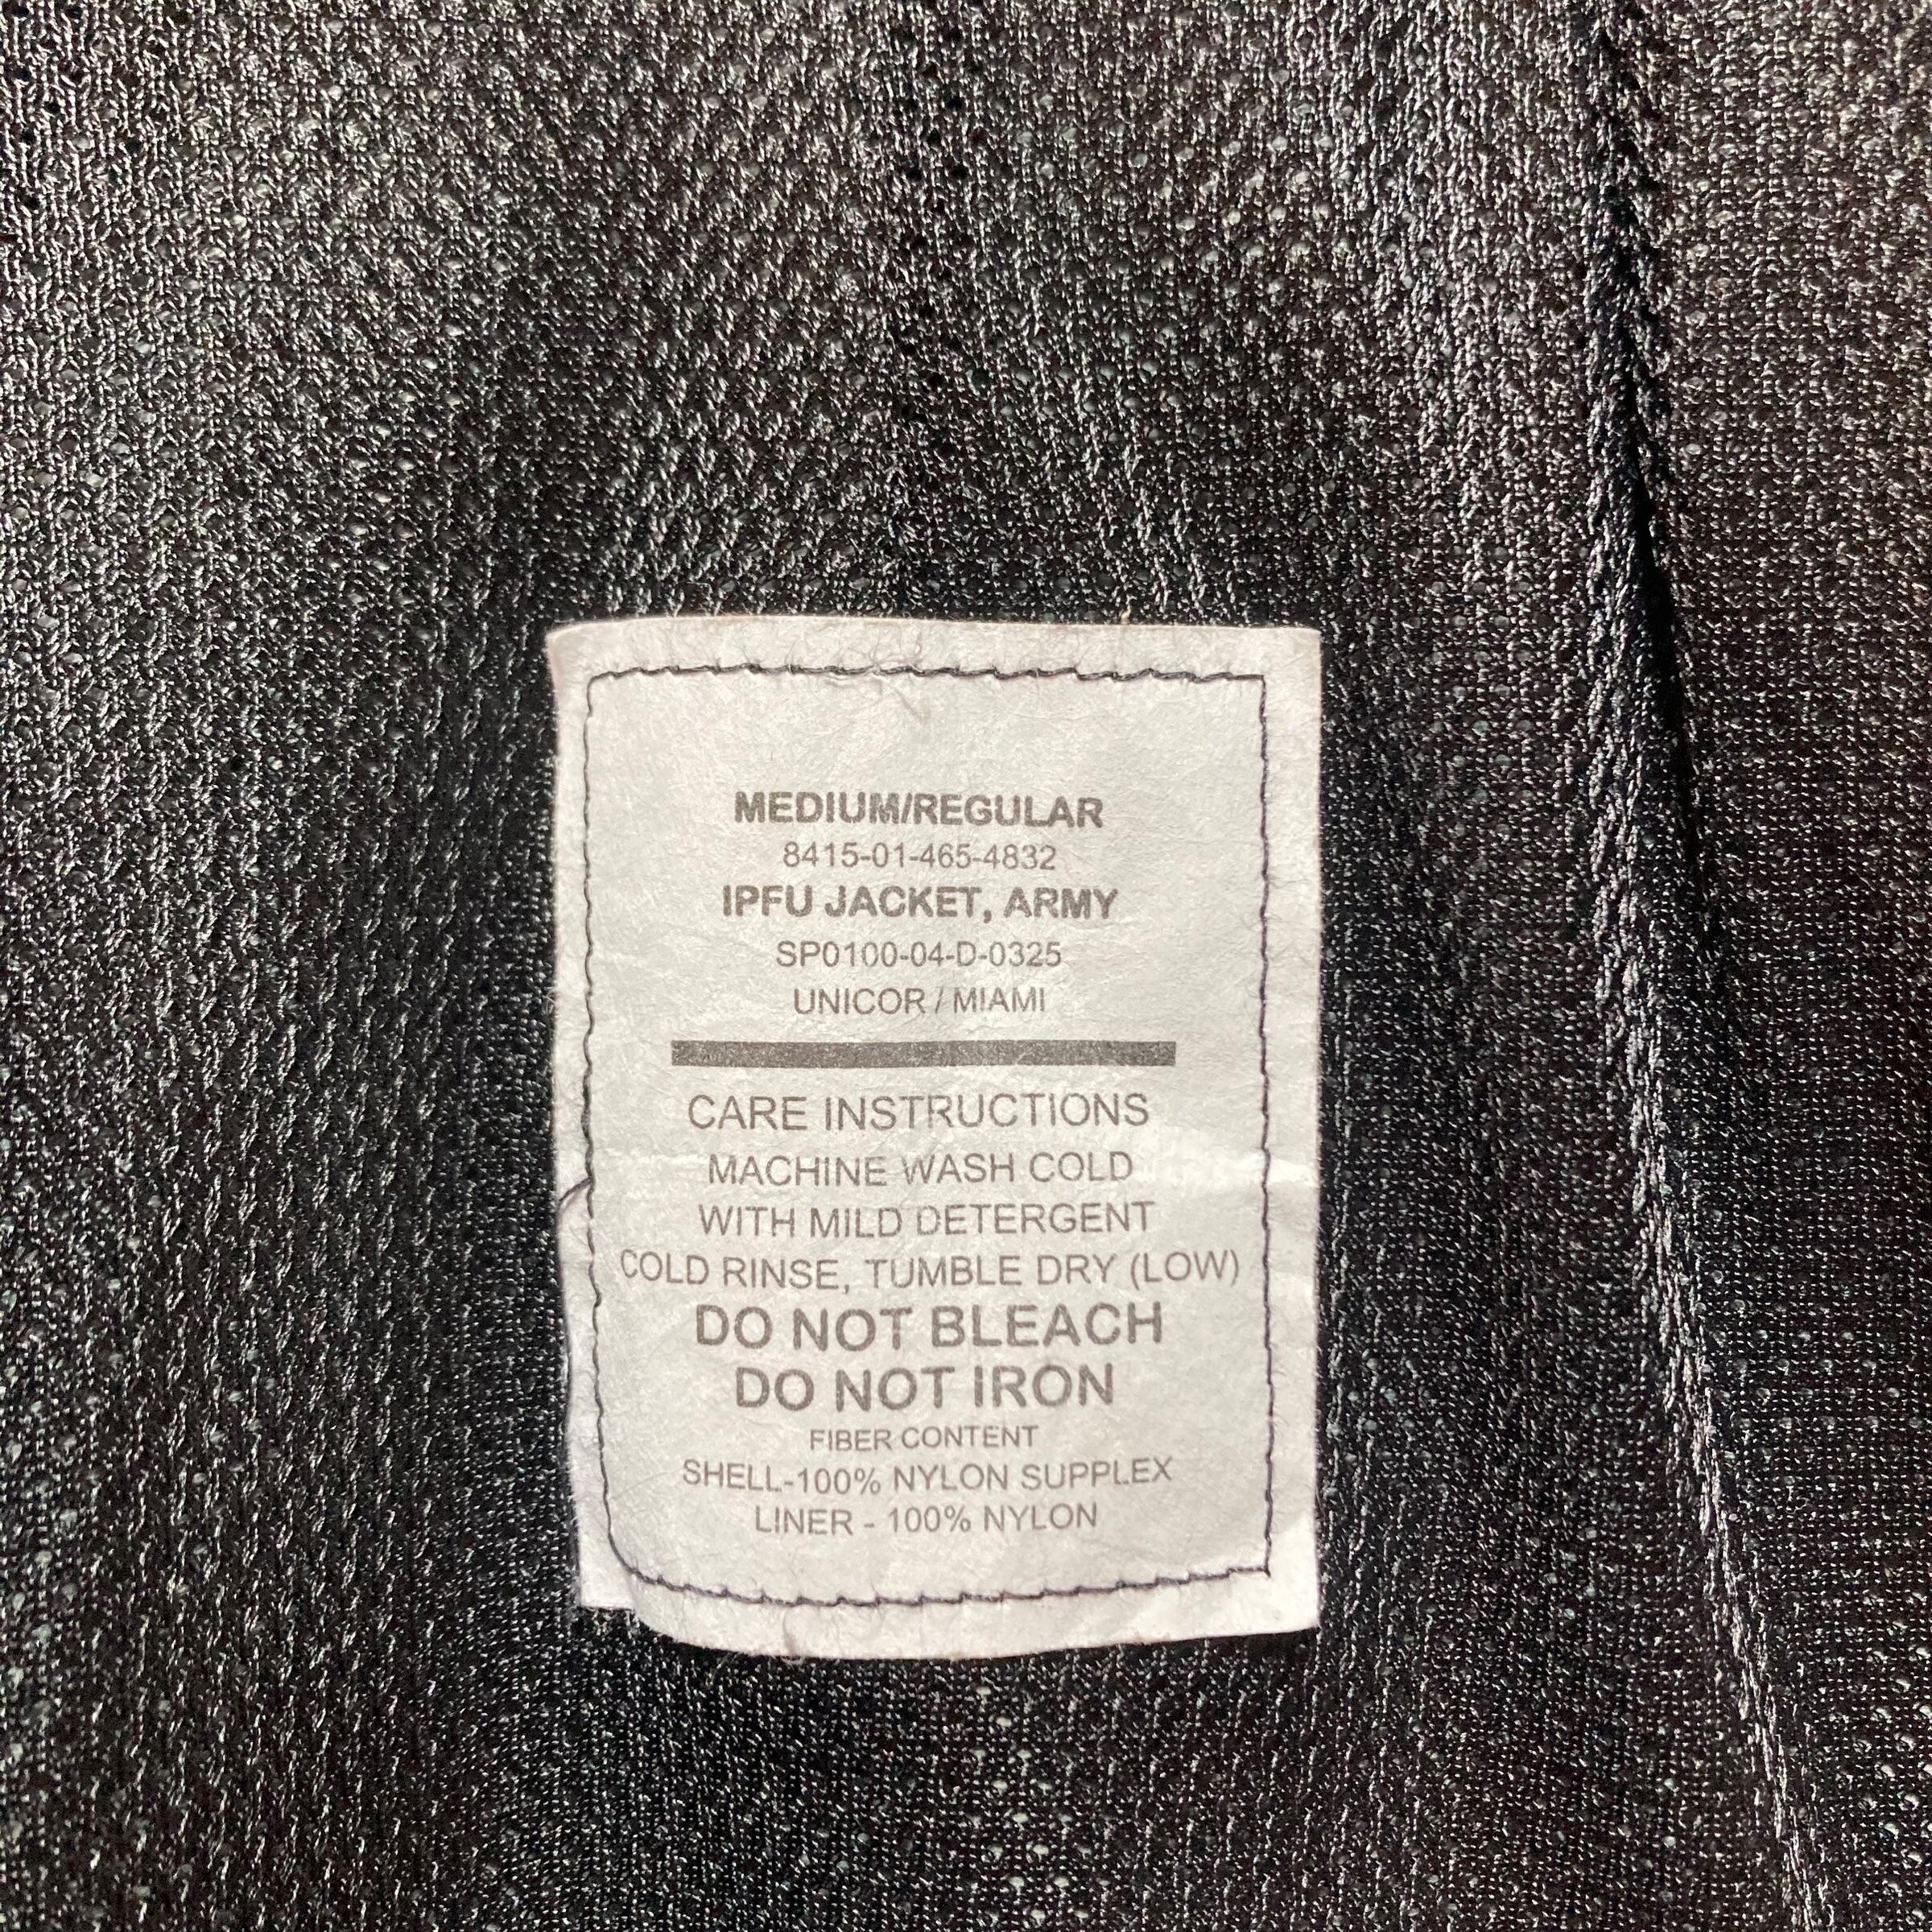 MEDIUM/REGULAR
8415-01-465-4832
IPFU JACKET, ARMY
SP0100-04-D-0325
UNICOR / MIAMI
CARE INSTRUCTIONS
MACHINE WASH COLD
WITH MILD DETERGENT
COLD RINSE, TUMBLE DRY (LOW)
DO NOT BLEACH
DO NOT IRON
FIBER CONTENT
SHELL-100% NYLON SUPPLEX
LINER - 100% NYLON